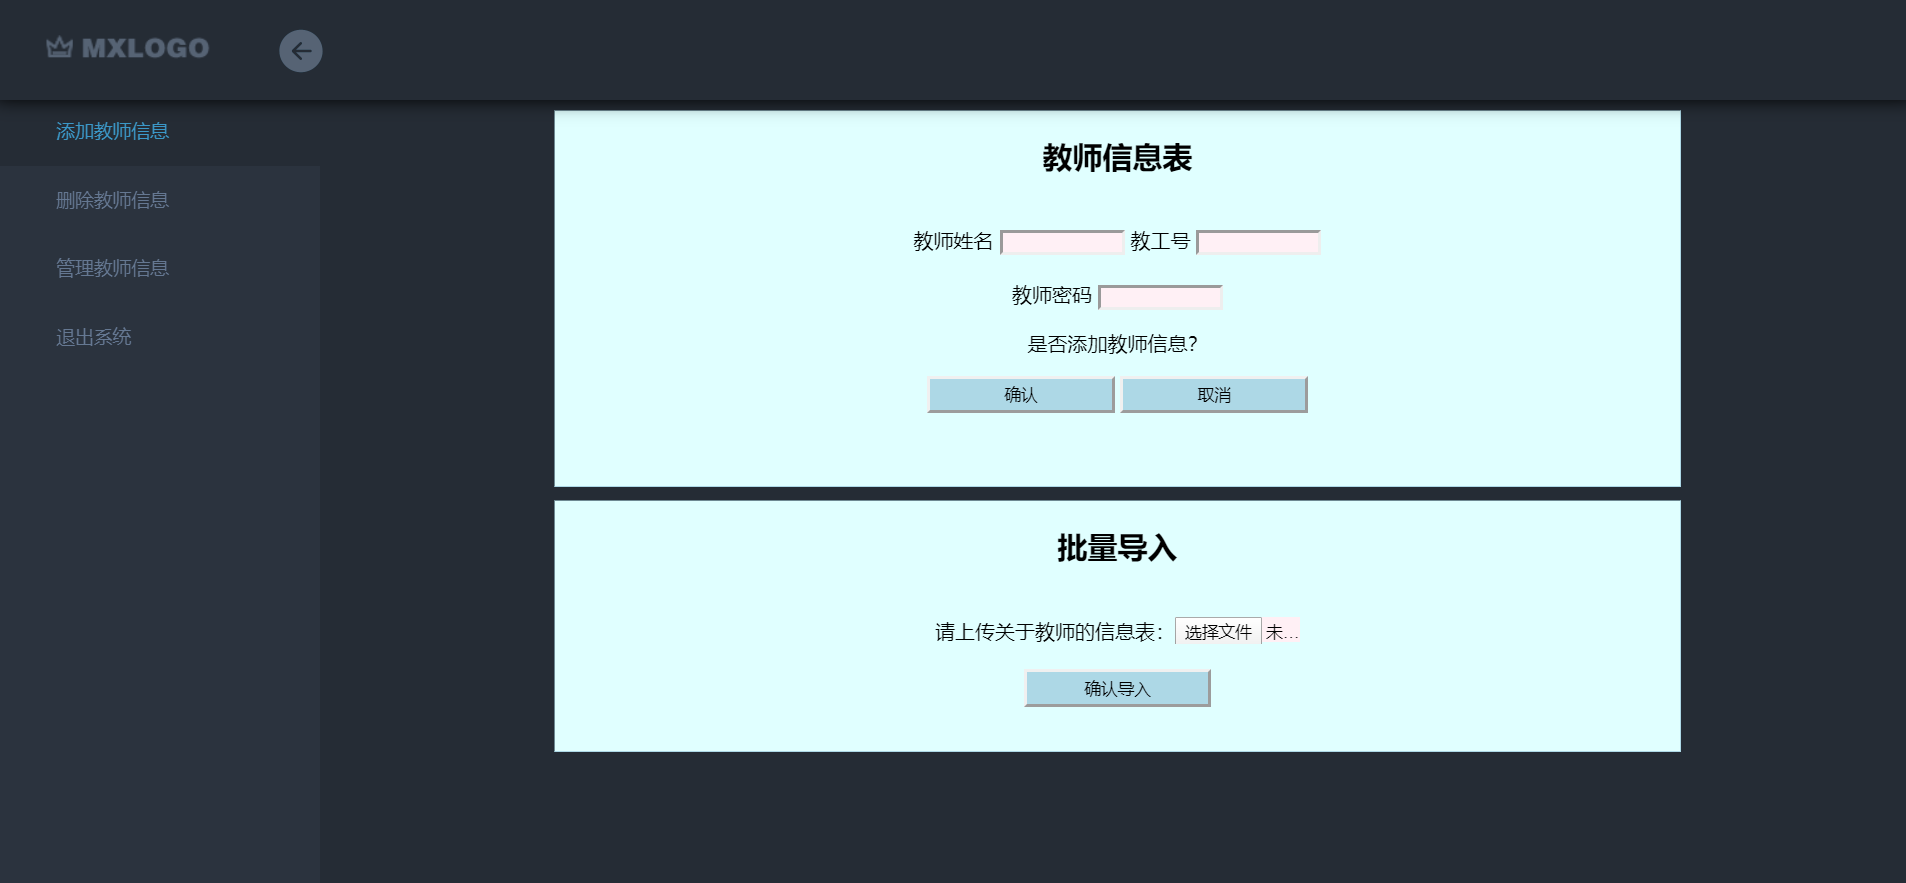 MXLOGO
添加教师信息
删除教师信息
管理教师信息
退出系统
教师信息表
教师姓名 教工号
教师密码
是否添加教师信息?
确认 取消
批量导入
请上传关于教师的信息表: 选择文件 未...
确认导入